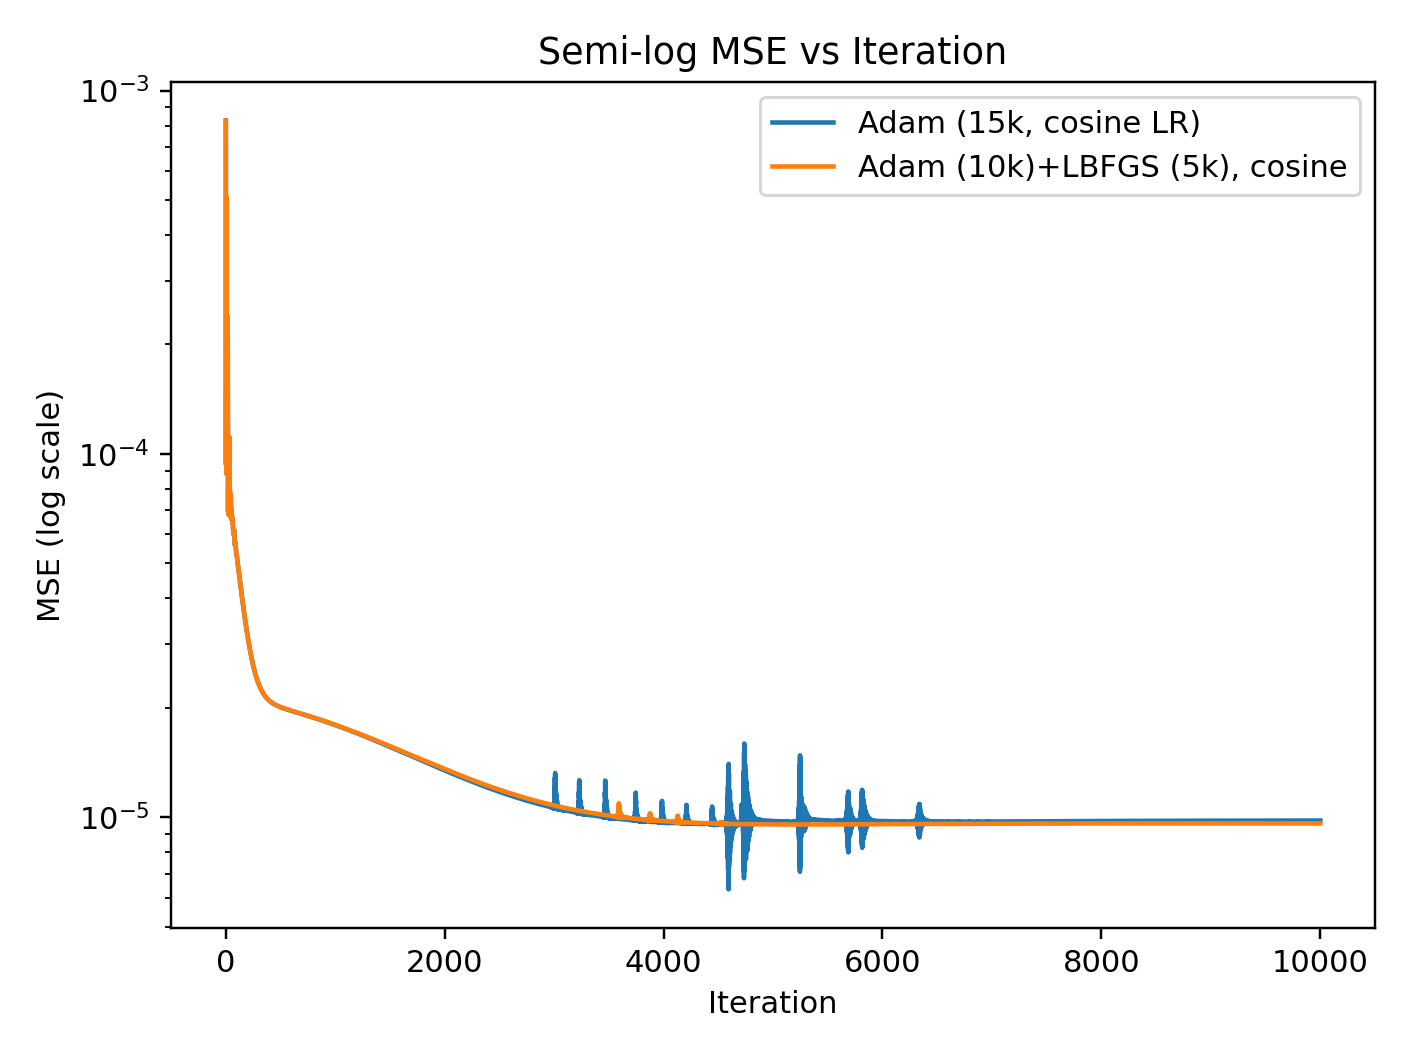 Semi-log MSE vs Iteration
10⁻³
10⁻⁴
10⁻⁵
MSE (log scale)
Adam (15k, cosine LR)
Adam (10k)+LBFGS (5k), cosine
0 2000 4000 6000 8000 10000
Iteration